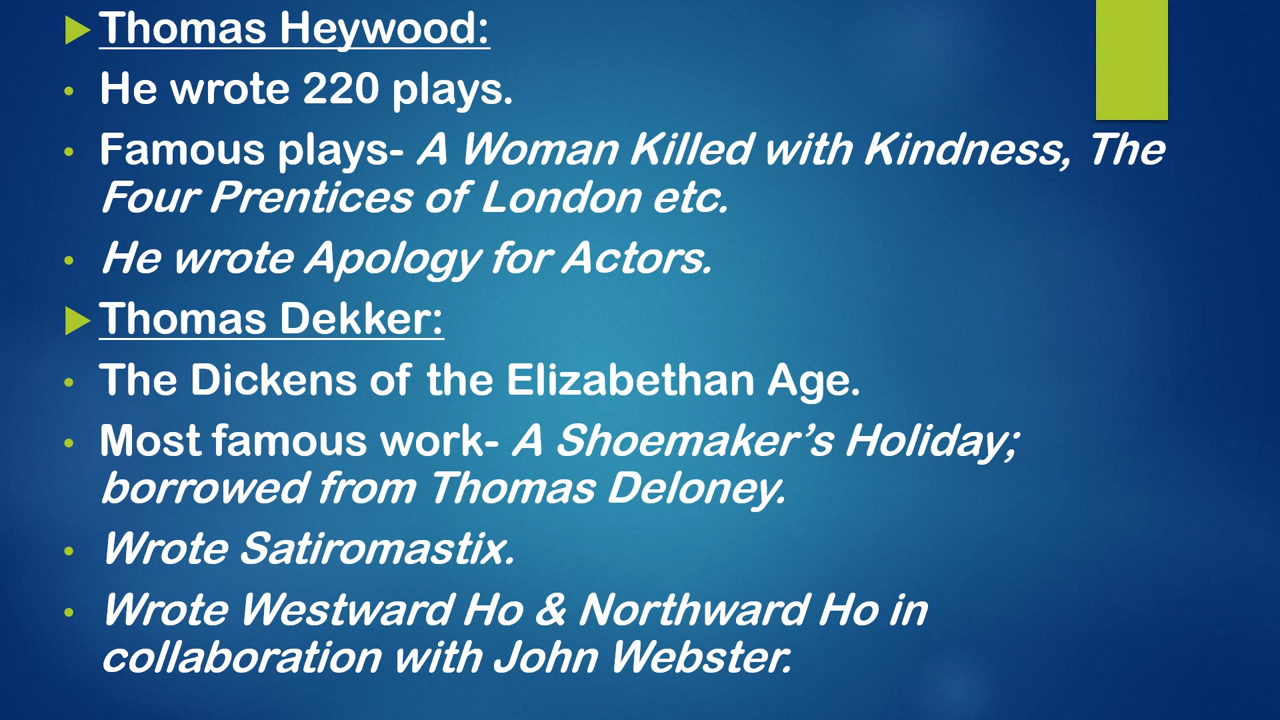 Thomas Heywood:
He wrote 220 plays.
Famous plays- A Woman Killed with Kindness, The
Four Prentices of London etc.
He wrote Apology for Actors.
Thomas Dekker:
The Dickens of the Elizabethan Age.
Most famous work- A Shoemaker’s Holiday;
borrowed from Thomas Deloney.
Wrote Satiromastix.
Wrote Westward Ho & Northward Ho in
collaboration with John Webster.